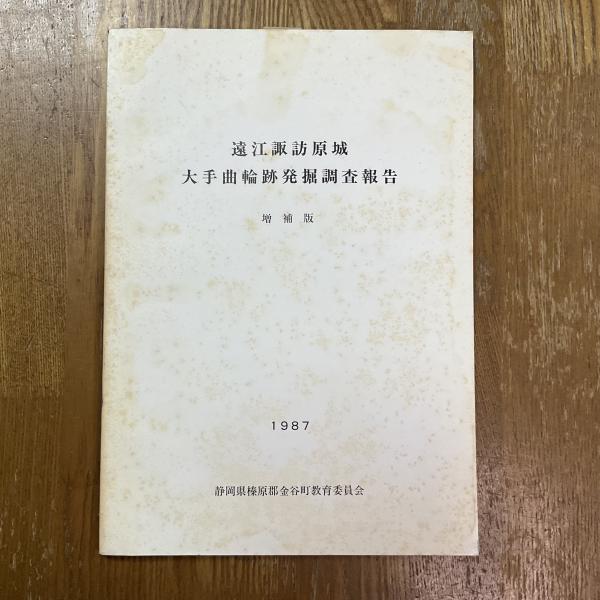 遠江諏訪原城
大手曲輪跡発掘調査報告
増補版
1987
静岡県榛原郡金谷町教育委員会